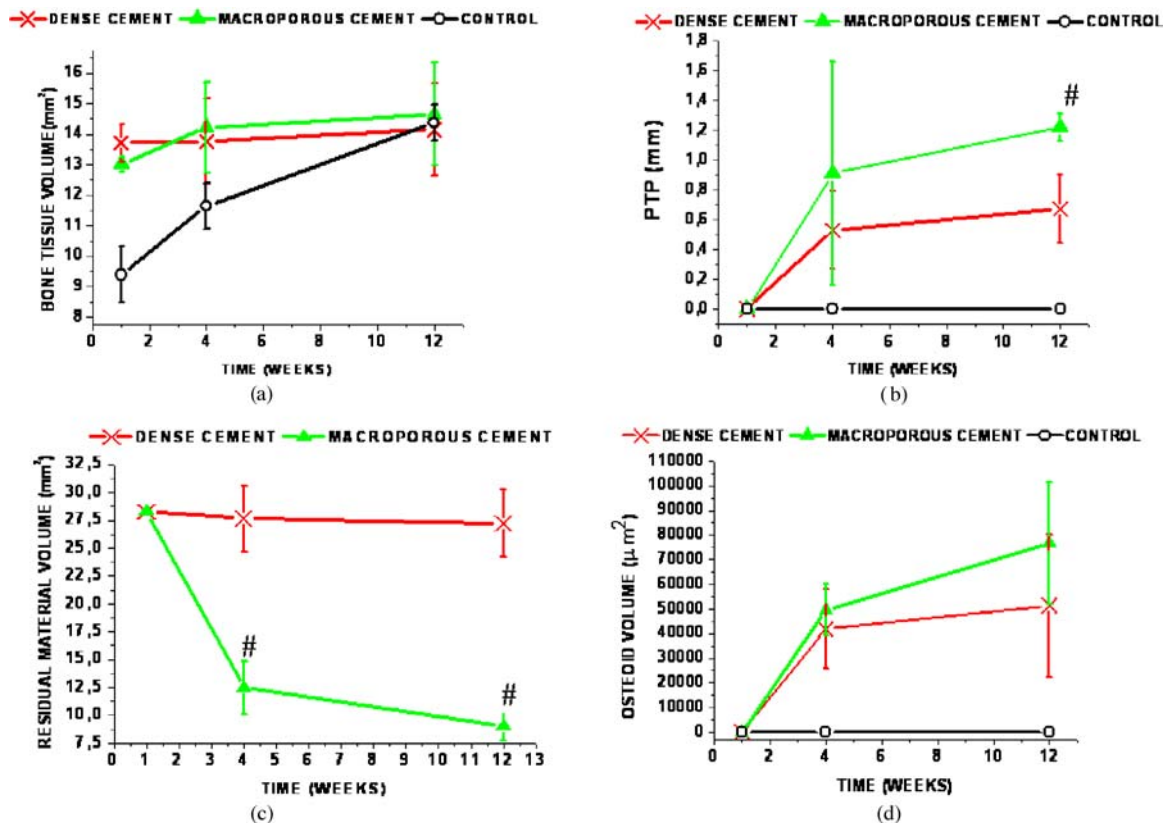 DENSE CEMENT MACROPOROUS CEMENT CONTROL
BONE TISSUE VOLUME (mm²)
16
15
14
13
12
11
10
9
8
0 2 4 6 8 10 12
TIME (WEEKS)
(a)
DENSE CEMENT MACROPOROUS CEMENT CONTROL
PTP (mm)
1,8
1,6
1,4
1,2
1,0
0,8
0,6
0,4
0,2
0,0
#
0 2 4 6 8 10 12
TIME (WEEKS)
(b)
DENSE CEMENT MACROPOROUS CEMENT
RESIDUAL MATERIAL VOLUME (mm²)
32,5
30,0
27,5
25,0
22,5
20,0
17,5
15,0
12,5
10,0
7,5
#
#
0 1 2 3 4 5 6 7 8 9 10 11 12 13
TIME (WEEKS)
(c)
DENSE CEMENT MACROPOROUS CEMENT CONTROL
OSTEOID VOLUME (μm²)
110000
100000
90000
80000
70000
60000
50000
40000
30000
20000
10000
0
0 2 4 6 8 10 12
TIME (WEEKS)
(d)